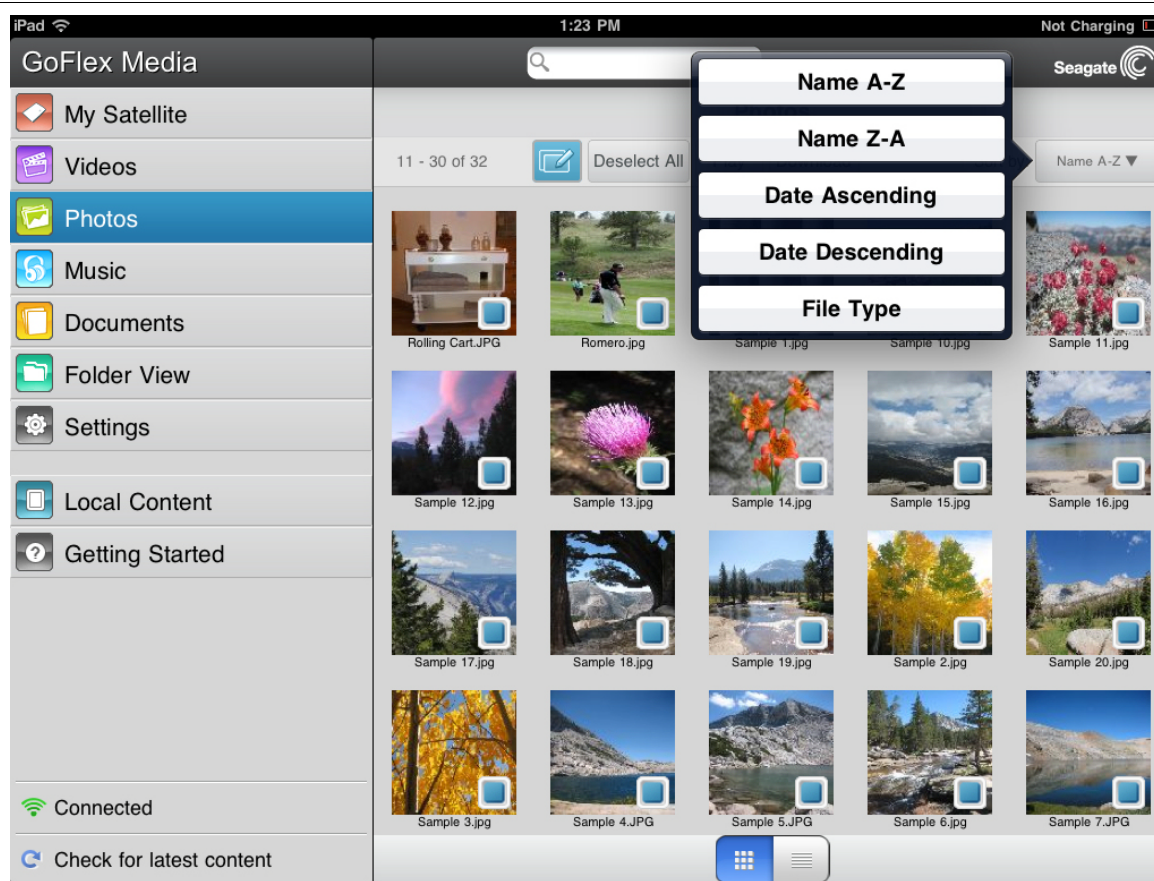 iPad
1:23 PM
Not Charging
GoFlex Media
Seagate
My Satellite
Videos
Photos
Music
Documents
Folder View
Settings
Local Content
Getting Started
Connected
Check for latest content
11 - 30 of 32
Deselect All
Name A-Z ▼
Name A-Z
Name Z-A
Date Ascending
Date Descending
File Type
Rolling Cart.JPG
Romero.jpg
Sample 1.jpg
Sample 10.jpg
Sample 11.jpg
Sample 12.jpg
Sample 13.jpg
Sample 14.jpg
Sample 15.jpg
Sample 16.jpg
Sample 17.jpg
Sample 18.jpg
Sample 19.jpg
Sample 2.jpg
Sample 20.jpg
Sample 3.jpg
Sample 4.JPG
Sample 5.JPG
Sample 6.jpg
Sample 7.JPG